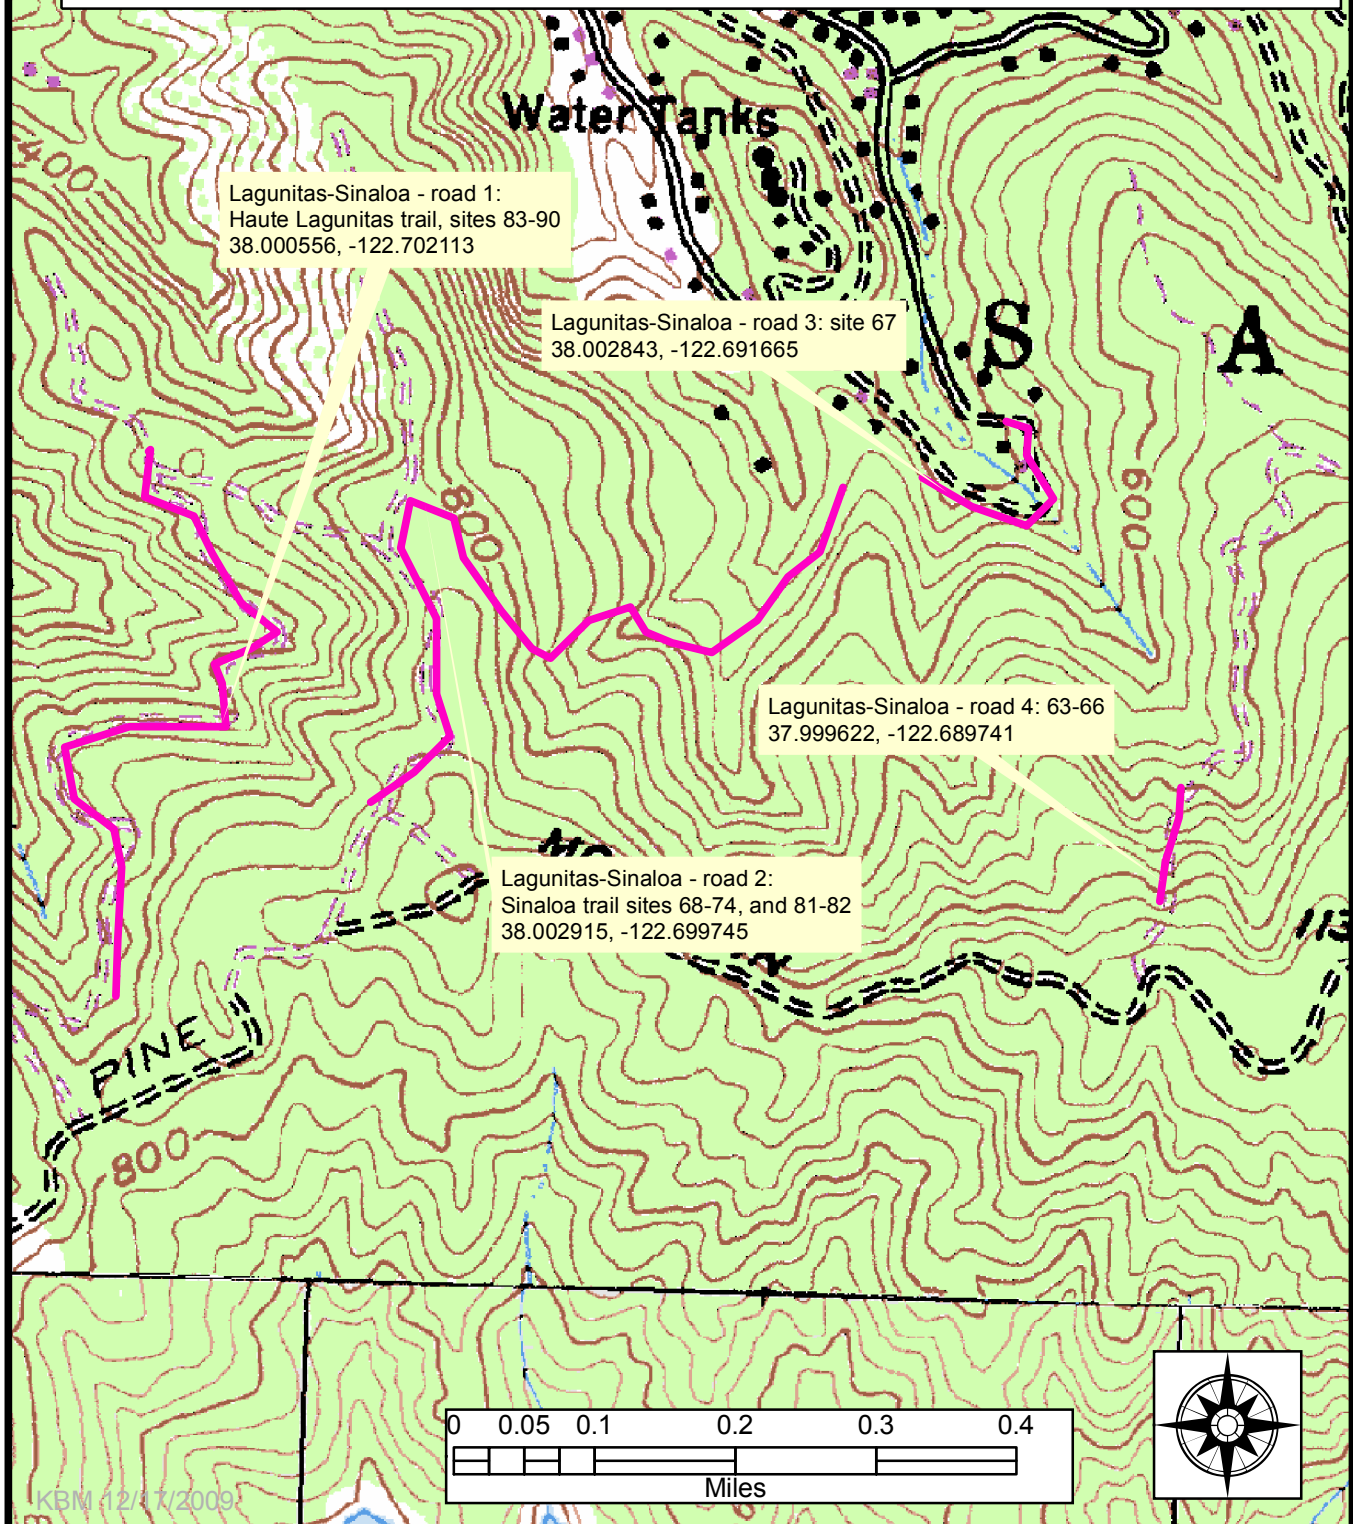 Water Tanks
400
Lagunitas-Sinaloa - road 1:
Haute Lagunitas trail, sites 83-90
38.000556, -122.702113
Lagunitas-Sinaloa - road 3: site 67
38.002843, -122.691665
S
A
800
600
Lagunitas-Sinaloa - road 4: 63-66
37.999622, -122.689741
Lagunitas-Sinaloa - road 2:
Sinaloa trail sites 68-74, and 81-82
38.002915, -122.699745
113
PINE
800
0 0.05 0.1 0.2 0.3 0.4
Miles
KBM 12/17/2009